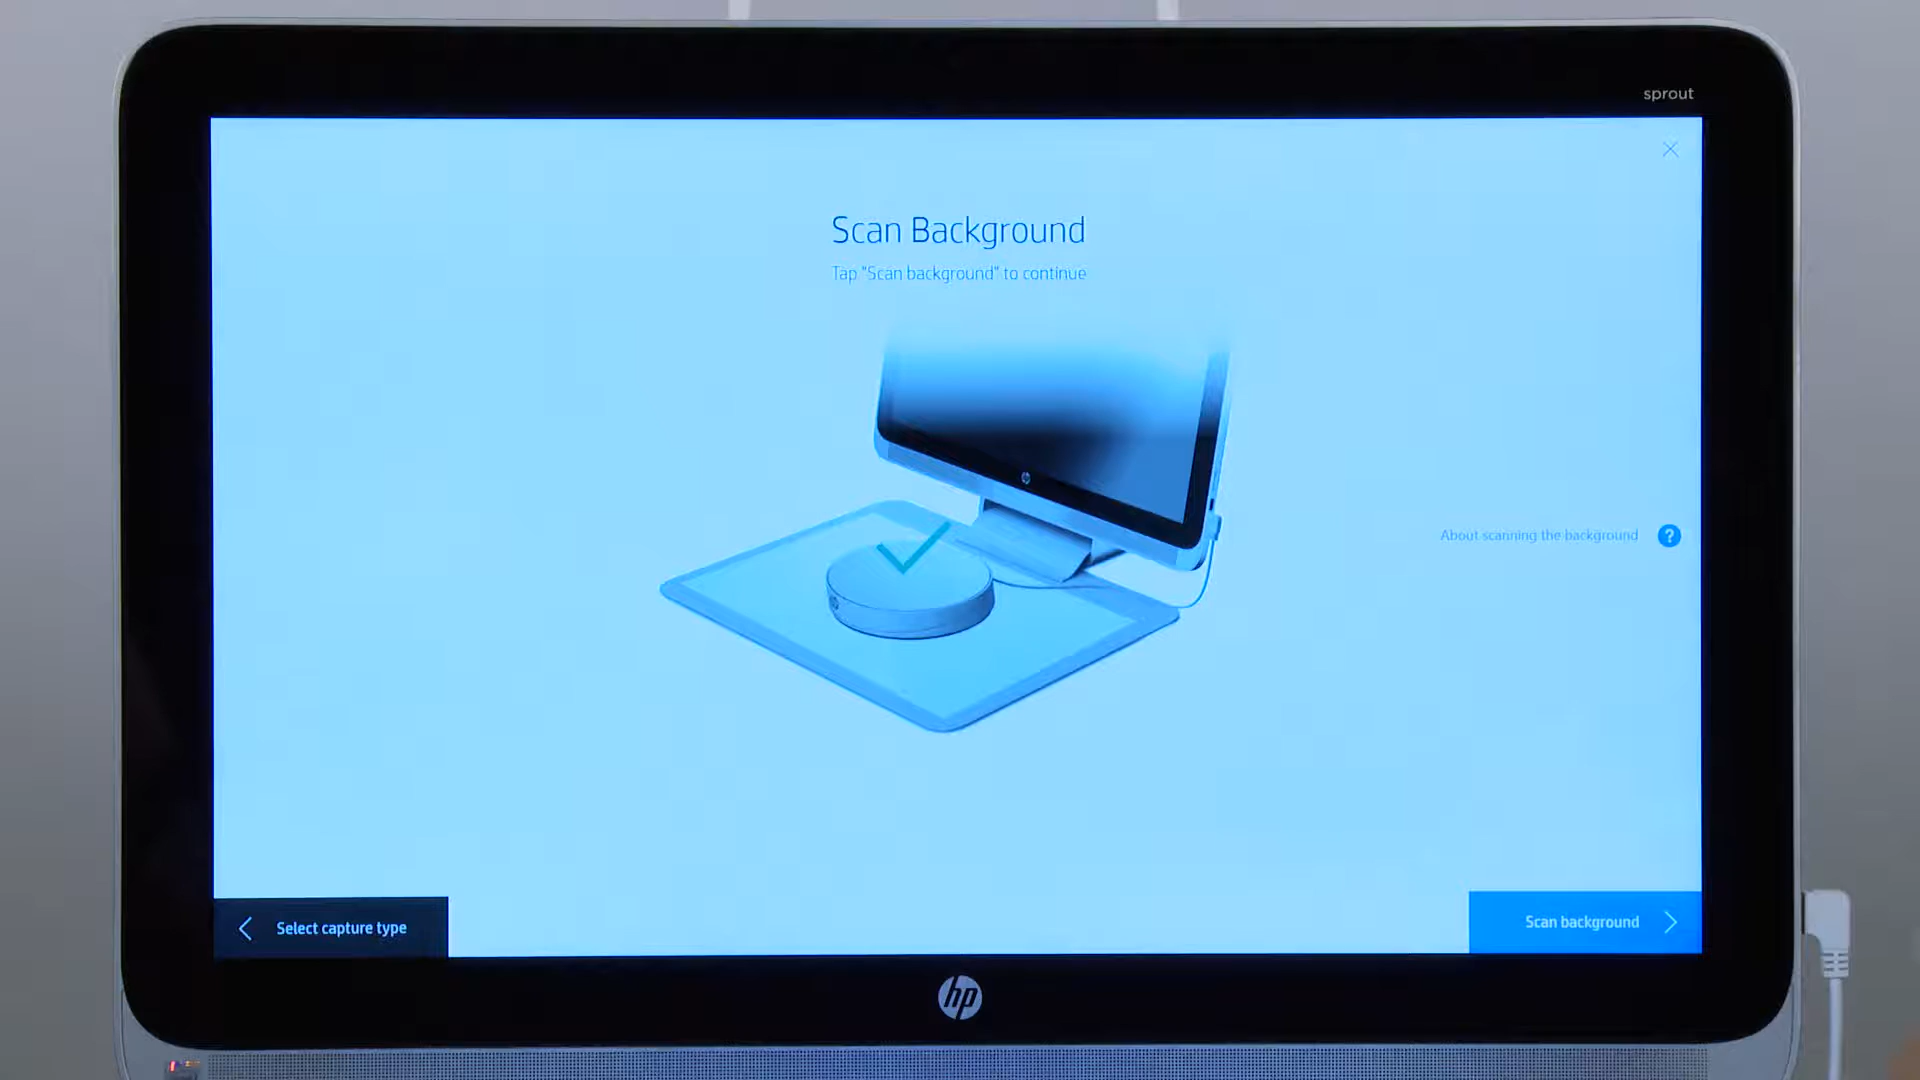 sprout
Scan Background
Tap "Scan background" to continue
About scanning the background ?
Select capture type
Scan background
hp